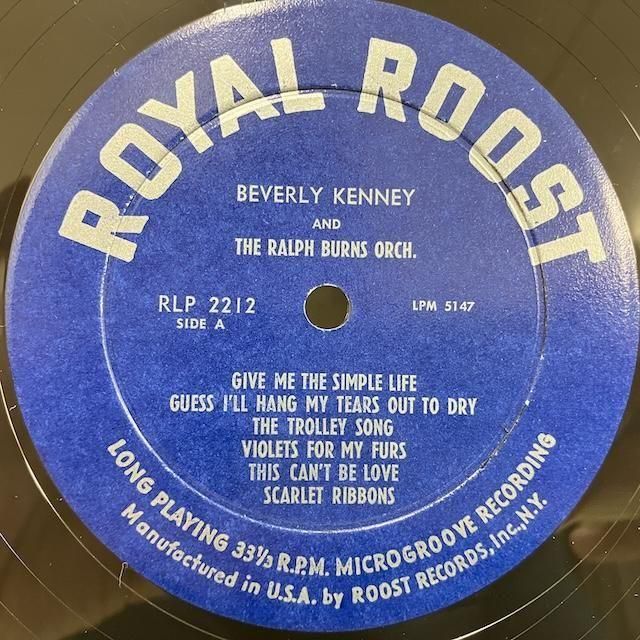 ROYAL ROOST
BEVERLY KENNEY
AND
THE RALPH BURNS ORCH.
RLP 2212
SIDE A
LPM 5147
GIVE ME THE SIMPLE LIFE
GUESS I'LL HANG MY TEARS OUT TO DRY
THE TROLLEY SONG
VIOLETS FOR MY FURS
THIS CAN'T BE LOVE
SCARLET RIBBONS
LONG PLAYING 33⅓ R.P.M. MICROGROOVE RECORDING
Manufactured in U.S.A. by ROOST RECORDS, Inc., N.Y.